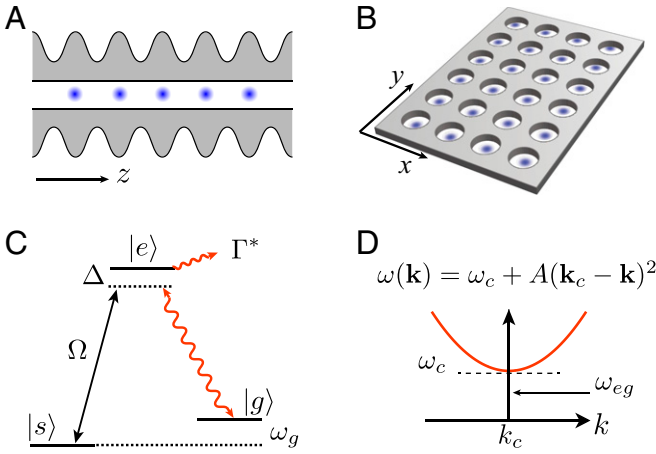 A
z
B
y
x
C
|e⟩
Γ*
Δ
Ω
|g⟩
|s⟩
ω_g
D
ω(𝐤) = ω_c + A(𝐤_c − 𝐤)²
ω_c
ω_eg
k_c
k